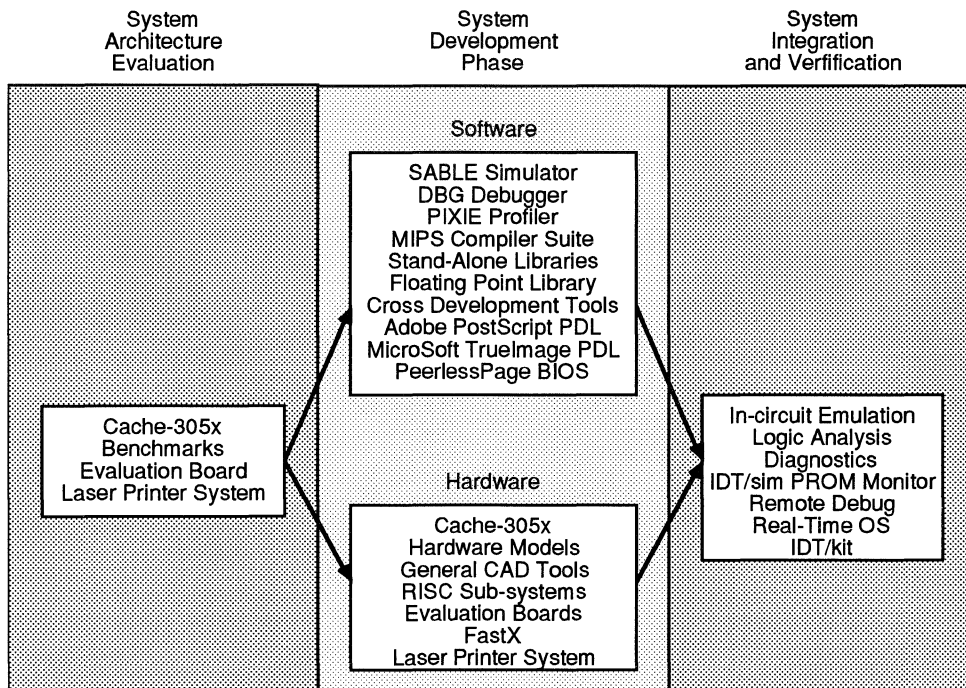 System
Architecture
Evaluation
System
Development
Phase
System
Integration
and Verfification
Software
SABLE Simulator
DBG Debugger
PIXIE Profiler
MIPS Compiler Suite
Stand-Alone Libraries
Floating Point Library
Cross Development Tools
Adobe PostScript PDL
MicroSoft TrueImage PDL
PeerlessPage BIOS
Cache-305x
Benchmarks
Evaluation Board
Laser Printer System
Hardware
Cache-305x
Hardware Models
General CAD Tools
RISC Sub-systems
Evaluation Boards
FastX
Laser Printer System
In-circuit Emulation
Logic Analysis
Diagnostics
IDT/sim PROM Monitor
Remote Debug
Real-Time OS
IDT/kit